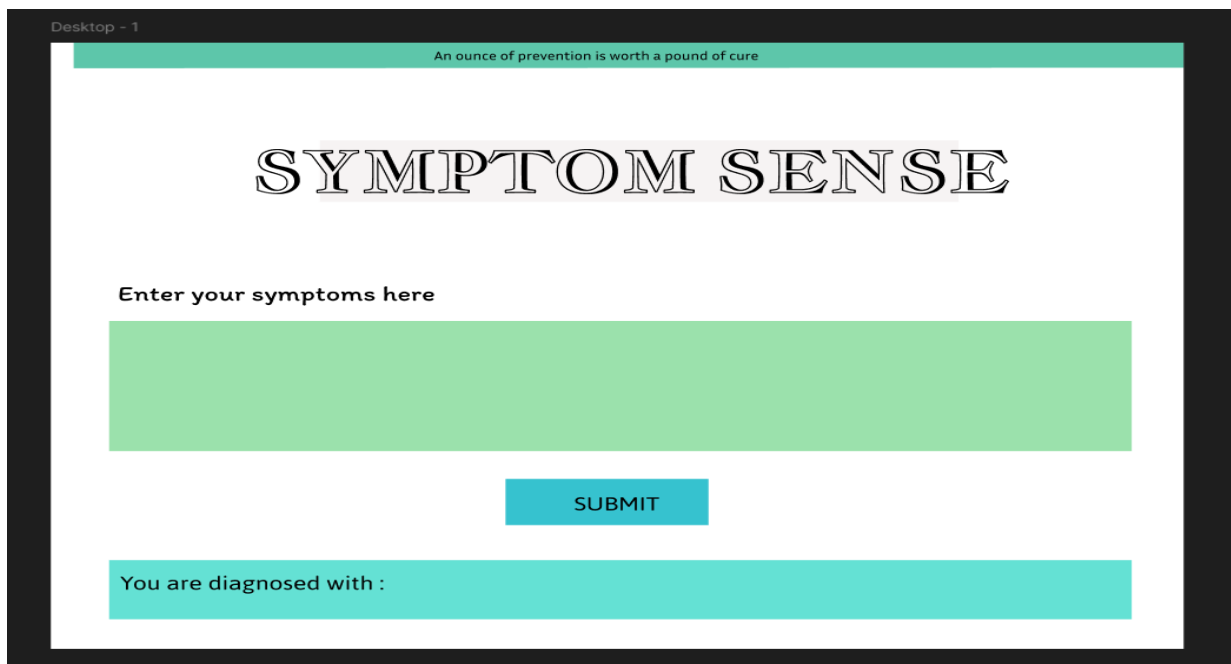 Desktop - 1
An ounce of prevention is worth a pound of cure
SYMPTOM SENSE
Enter your symptoms here
SUBMIT
You are diagnosed with :